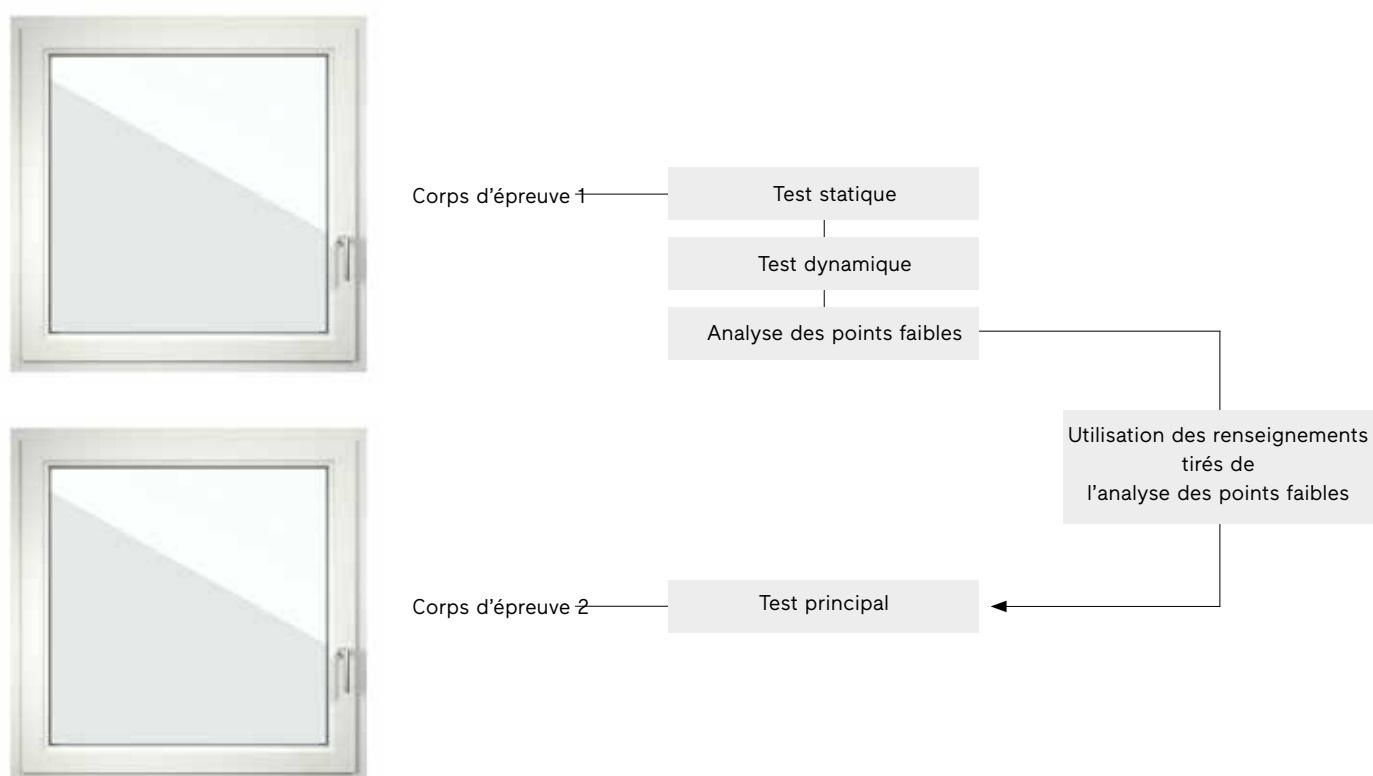 Corps d'épreuve 1
Test statique
Test dynamique
Analyse des points faibles
Utilisation des renseignements
tirés de
l'analyse des points faibles
Corps d'épreuve 2
Test principal